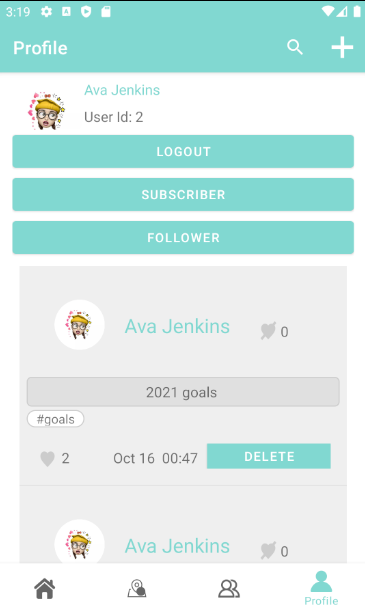 3:19
Profile
Ava Jenkins
User Id: 2
LOGOUT
SUBSCRIBER
FOLLOWER
Ava Jenkins
0
2021 goals
#goals
2
Oct 16 00:47
DELETE
Ava Jenkins
0
Profile